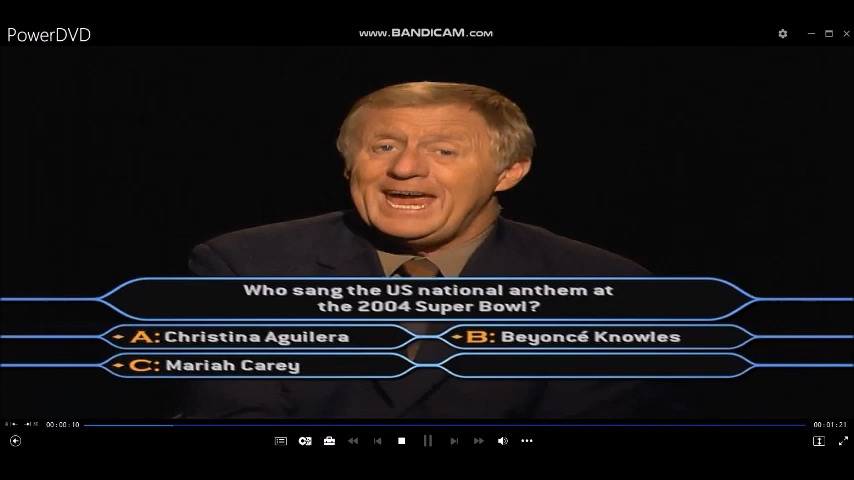 PowerDVD
www.BANDICAM.com
Who sang the US national anthem at
the 2004 Super Bowl?
A: Christina Aguilera
B: Beyoncé Knowles
C: Mariah Carey
00:00:10
00:01:21